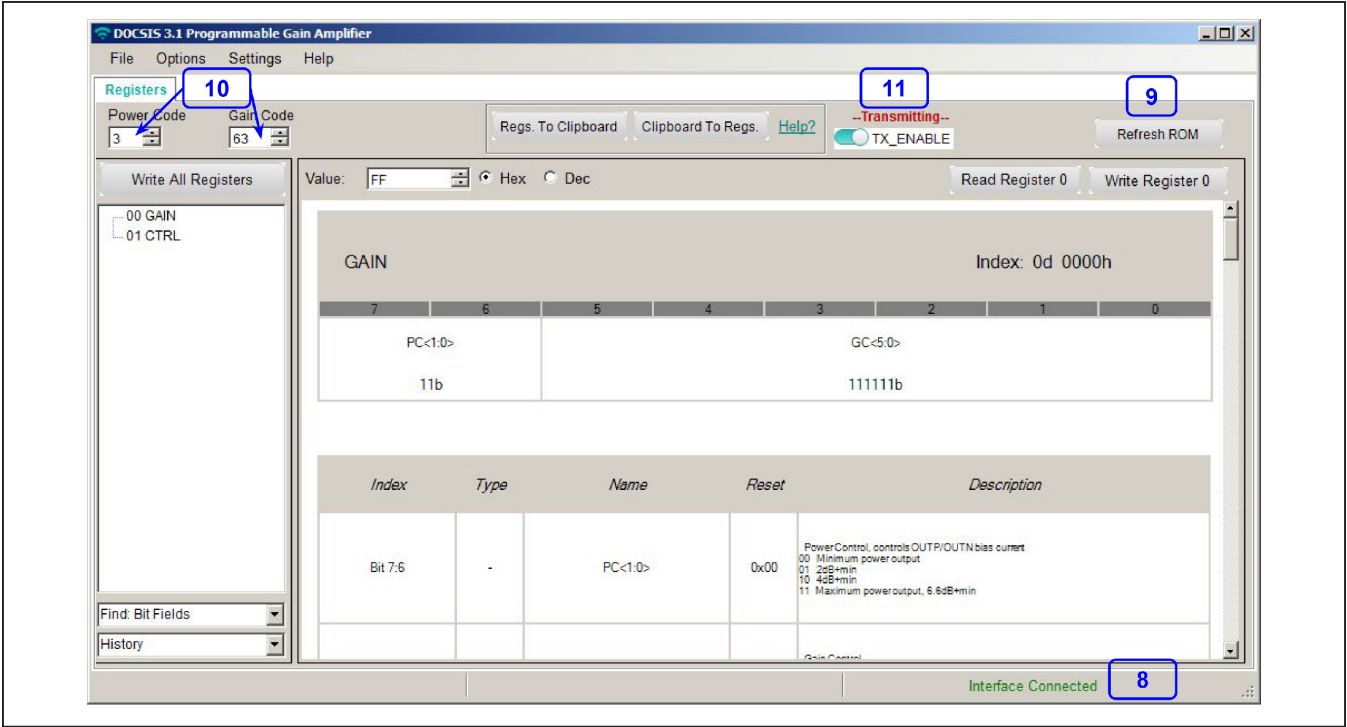 DOCSIS 3.1 Programmable Gain Amplifier
File Options Settings Help
Registers
10
11
9
Power Code Gain Code
3 63
Regs. To Clipboard Clipboard To Regs. Help?
--Transmitting--
TX_ENABLE
Refresh ROM
Write All Registers
Value: FF Hex Dec
Read Register 0 Write Register 0
00 GAIN
01 CTRL
GAIN Index: 0d 0000h
7 6 5 4 3 2 1 0
PC<1:0> GC<5:0>
11b 111111b
Index Type Name Reset Description
Bit 7:6 - PC<1:0> 0x00
PowerControl, controls OUTP/OUTN bias current
00 Minimum power output
01 2dB+min
10 4dB+min
11 Maximum power output, 6.6dB+min
Gain Control
Find: Bit Fields
History
Interface Connected 8